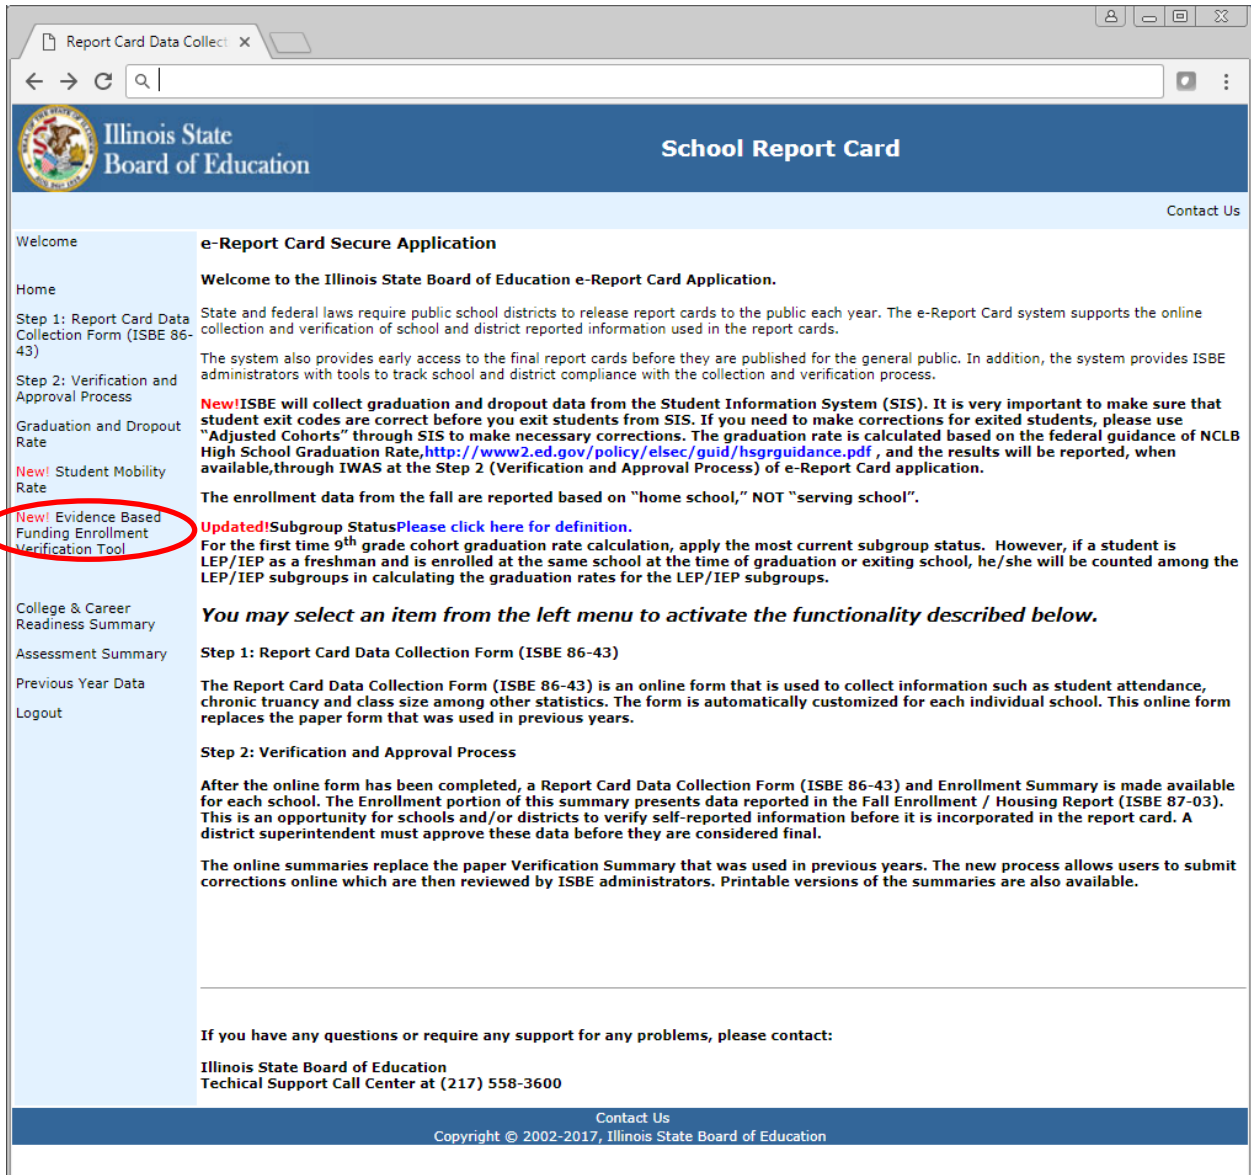 Report Card Data Collect
Illinois State
Board of Education
School Report Card
Contact Us
Welcome
Home
Step 1: Report Card Data
Collection Form (ISBE 86-
43)
Step 2: Verification and
Approval Process
Graduation and Dropout
Rate
New! Student Mobility
Rate
New! Evidence Based
Funding Enrollment
Verification Tool
College & Career
Readiness Summary
Assessment Summary
Previous Year Data
Logout
e-Report Card Secure Application
Welcome to the Illinois State Board of Education e-Report Card Application.
State and federal laws require public school districts to release report cards to the public each year. The e-Report Card system supports the online
collection and verification of school and district reported information used in the report cards.
The system also provides early access to the final report cards before they are published for the general public. In addition, the system provides ISBE
administrators with tools to track school and district compliance with the collection and verification process.
New!ISBE will collect graduation and dropout data from the Student Information System (SIS). It is very important to make sure that
student exit codes are correct before you exit students from SIS. If you need to make corrections for exited students, please use
“Adjusted Cohorts” through SIS to make necessary corrections. The graduation rate is calculated based on the federal guidance of NCLB
High School Graduation Rate,http://www2.ed.gov/policy/elsec/guid/hsgrguidance.pdf , and the results will be reported, when
available,through IWAS at the Step 2 (Verification and Approval Process) of e-Report Card application.
The enrollment data from the fall are reported based on “home school,” NOT “serving school”.
Updated!Subgroup StatusPlease click here for definition.
For the first time 9th grade cohort graduation rate calculation, apply the most current subgroup status.  However, if a student is
LEP/IEP as a freshman and is enrolled at the same school at the time of graduation or exiting school, he/she will be counted among the
LEP/IEP subgroups in calculating the graduation rates for the LEP/IEP subgroups.
You may select an item from the left menu to activate the functionality described below.
Step 1: Report Card Data Collection Form (ISBE 86-43)
The Report Card Data Collection Form (ISBE 86-43) is an online form that is used to collect information such as student attendance,
chronic truancy and class size among other statistics. The form is automatically customized for each individual school. This online form
replaces the paper form that was used in previous years.
Step 2: Verification and Approval Process
After the online form has been completed, a Report Card Data Collection Form (ISBE 86-43) and Enrollment Summary is made available
for each school. The Enrollment portion of this summary presents data reported in the Fall Enrollment / Housing Report (ISBE 87-03).
This is an opportunity for schools and/or districts to verify self-reported information before it is incorporated in the report card. A
district superintendent must approve these data before they are considered final.
The online summaries replace the paper Verification Summary that was used in previous years. The new process allows users to submit
corrections online which are then reviewed by ISBE administrators. Printable versions of the summaries are also available.
If you have any questions or require any support for any problems, please contact:
Illinois State Board of Education
Techical Support Call Center at (217) 558-3600
Contact Us
Copyright © 2002-2017, Illinois State Board of Education